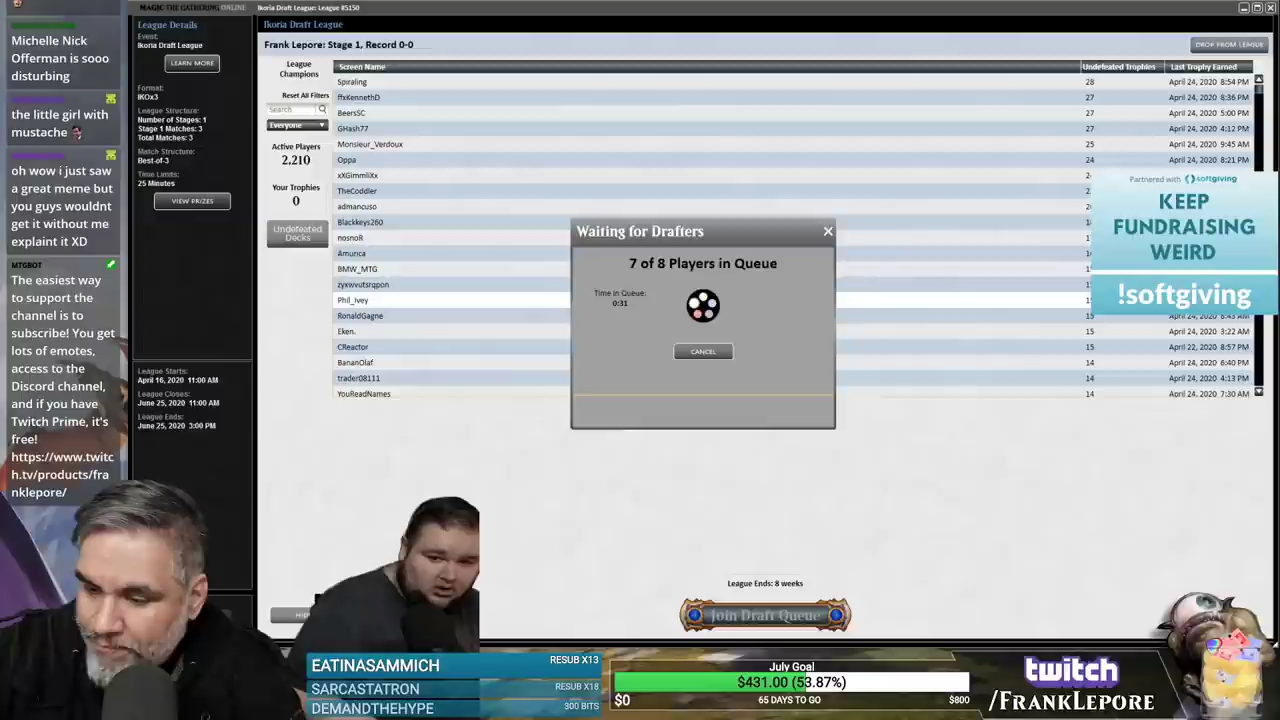 MAGIC THE GATHERING ONLINE
Ikoria Draft League: League 85150
Michelle Nick
Offerman is sooo
disturbing
the little girl with
mustache
oh wow i just saw
a great meme but
you guys wouldnt
get it without me
explaint it XD
MTGBOT
The easiest way
to support the
channel is to
subscribe! You get
lots of emotes,
access to the
Discord channel,
and if you have
Twitch Prime, it's
free!
https://www.twitc
h.tv/products/fra
nklepore/
League Details
Event:
Ikoria Draft League
LEARN MORE
Format:
IKOx3
League Structure:
Number of Stages: 1
Stage 1 Matches: 3
Total Matches: 3
Match Structure:
Best-of-3
Time Limits:
25 Minutes
VIEW PRIZES
League Starts:
April 16, 2020 11:00 AM
League Closes:
June 25, 2020 11:00 AM
League Ends:
June 25, 2020 3:00 PM
Ikoria Draft League
Frank Lepore: Stage 1, Record 0-0
DROP FROM LEAGUE
League
Champions
Reset All Filters
Search
Everyone
Active Players
2,210
Your Trophies
0
Undefeated
Decks
Screen Name Undefeated Trophies Last Trophy Earned
Spiraling 28 April 24, 2020 8:54 PM
ffxKennethD 27 April 24, 2020 8:36 PM
BeersSC 27 April 24, 2020 5:00 PM
GHash77 27 April 24, 2020 4:12 PM
Monsieur_Verdoux 25 April 24, 2020 9:45 AM
Oppa 24 April 24, 2020 8:21 PM
xXGimmliXx
TheCoddler
admancuso
Blackkeys260
nosnoR
Amunca
BMW_MTG
zyxwvutsrqpon
Phil_Ivey
RonaldGagne 15 April 24, 2020 8:43 AM
Eken. 15 April 24, 2020 3:22 AM
CReactor 15 April 22, 2020 8:57 PM
BananOlaf 14 April 24, 2020 6:40 PM
trader08111 14 April 24, 2020 4:13 PM
YouReadNames 14 April 24, 2020 7:30 AM
Waiting for Drafters
7 of 8 Players in Queue
Time in Queue:
0:31
CANCEL
Partnered with softgiving
KEEP
FUNDRAISING
WEIRD
!softgiving
League Ends: 8 weeks
Join Draft Queue
EATINASAMMICH RESUB X13
SARCASTATRON RESUB X18
DEMANDTHEHYPE 300 BITS
July Goal
$431.00 (53.87%)
$0 65 DAYS TO GO $800
twitch
/FRANKLEPORE